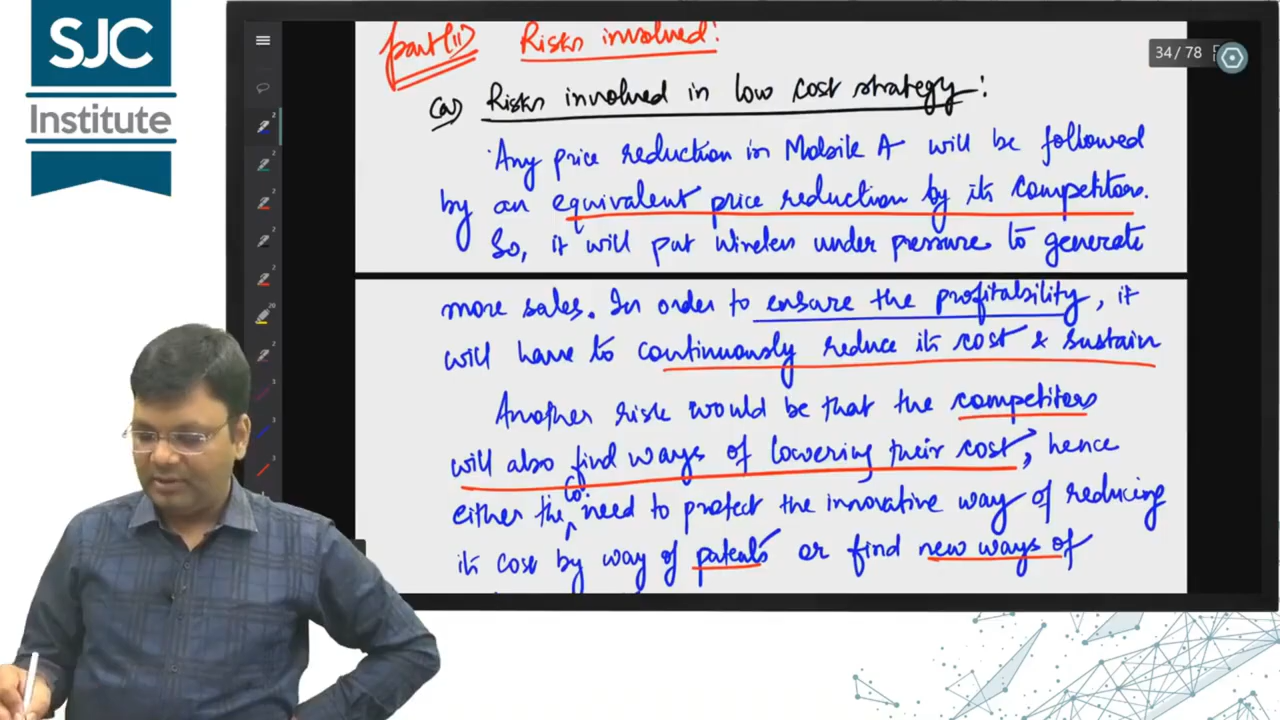 SJC
Institute
34/78
Part (ii) Risks involved:
(a) Risks involved in low cost strategy:
Any price reduction in Mobile A will be followed
by an equivalent price reduction by its competitors.
So, it will put Wireless under pressure to generate
more sales. In order to ensure the profitability, it
will have to continuously reduce its cost & sustain
Another risk would be that the competitors
will also find ways of lowering their cost, hence
co.
either the need to protect the innovative way of reducing
its cost by way of patents or find new ways of